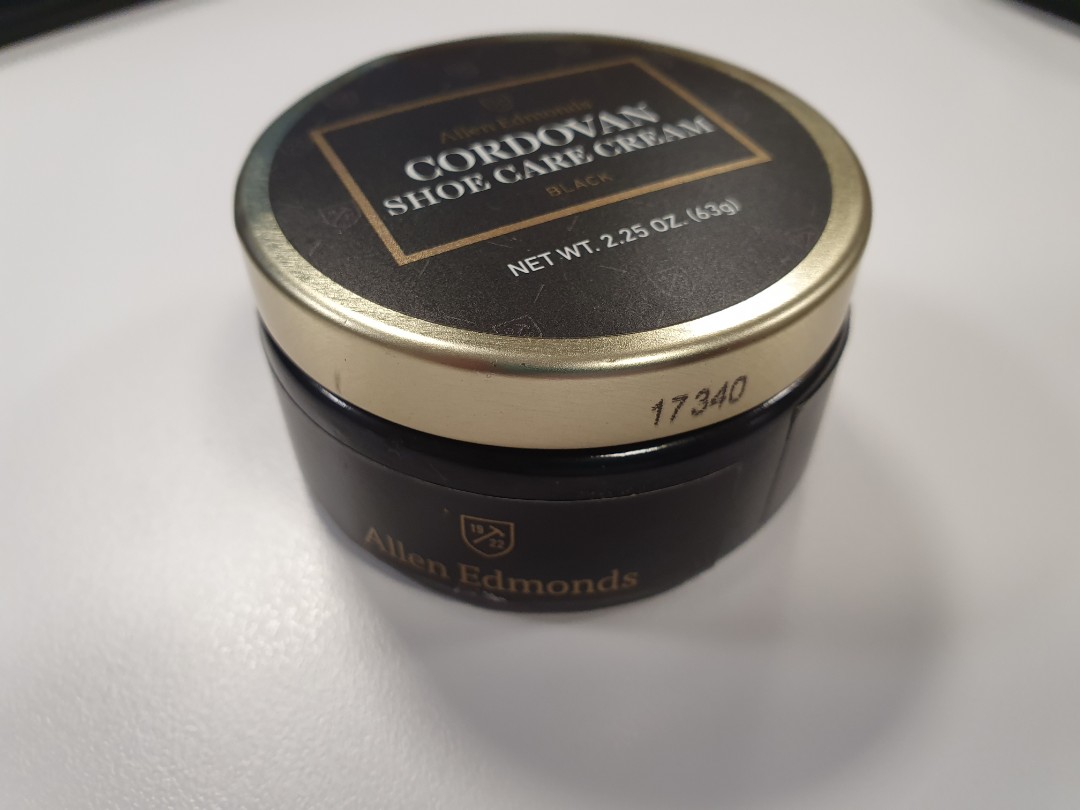 Allen Edmonds
CORDOVAN
SHOE CARE CREAM
BLACK
NET WT. 2.25 OZ. (63g)
17340
19
22
Allen Edmonds